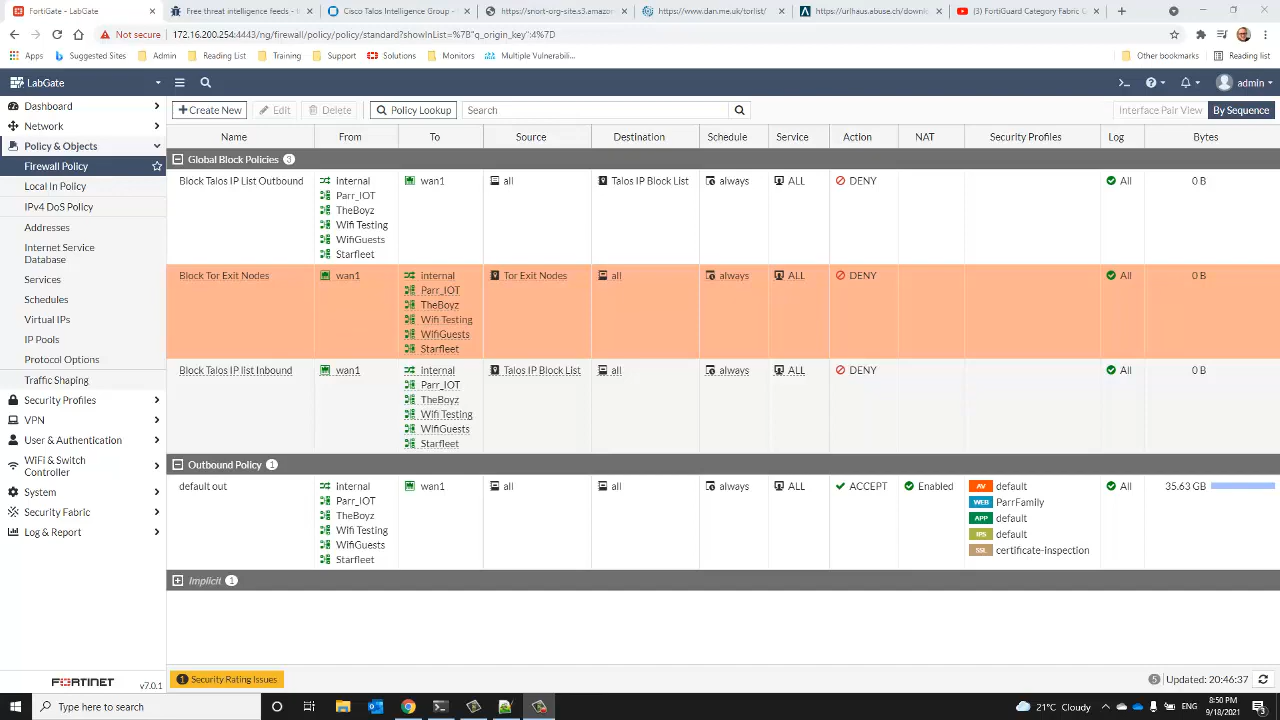 FortiGate - LabGate
Free threat intelligence feeds - t
Cisco Talos Intelligence Group -
https://snort-org-site.s3.amazon
https://www.dan.me.uk/torlist/
https://urlhaus.abuse.ch/downl
(3) FortiGuard Category Fabric C
Not secure
172.16.200.254:4443/ng/firewall/policy/policy/standard?showInList=%7B"q_origin_key":4%7D
Apps
Suggested Sites
Admin
Reading List
Training
Support
Solutions
Monitors
Multiple Vulnerabili...
Other bookmarks
Reading list
LabGate
admin
Dashboard
Network
Policy & Objects
Firewall Policy
Local In Policy
IPv4 DoS Policy
Addresses
Internet Service
Database
Services
Schedules
Virtual IPs
IP Pools
Protocol Options
Traffic Shaping
Security Profiles
VPN
User & Authentication
WiFi & Switch
Controller
System
Security Fabric
Log & Report
FORTINET
v7.0.1
Create New
Edit
Delete
Policy Lookup
Search
Interface Pair View
By Sequence
Name From To Source Destination Schedule Service Action NAT Security Profiles Log Bytes
Global Block Policies 3
Block Talos IP List Outbound internal wan1 all Talos IP Block List always ALL DENY All 0 B
Parr_IOT
TheBoyz
Wifi Testing
WifiGuests
Starfleet
Block Tor Exit Nodes wan1 internal Tor Exit Nodes all always ALL DENY All 0 B
Parr_IOT
TheBoyz
Wifi Testing
WifiGuests
Starfleet
Block Talos IP list Inbound wan1 internal Talos IP Block List all always ALL DENY All 0 B
Parr_IOT
TheBoyz
Wifi Testing
WifiGuests
Starfleet
Outbound Policy 1
default out internal wan1 all all always ALL ACCEPT Enabled AV default All 35.63 GB
Parr_IOT WEB ParrFamily
TheBoyz APP default
Wifi Testing IPS default
WifiGuests SSL certificate-inspection
Starfleet
Implicit 1
1 Security Rating Issues
5 Updated: 20:46:37
Type here to search
21°C Cloudy
ENG
8:50 PM
9/18/2021